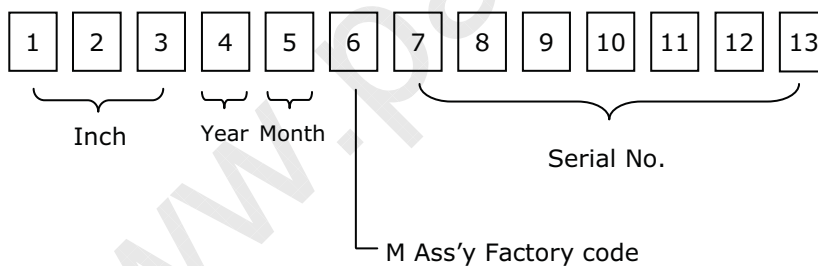 1 2 3 4 5 6 7 8 9 10 11 12 13
Inch Year Month Serial No.
M Ass’y Factory code